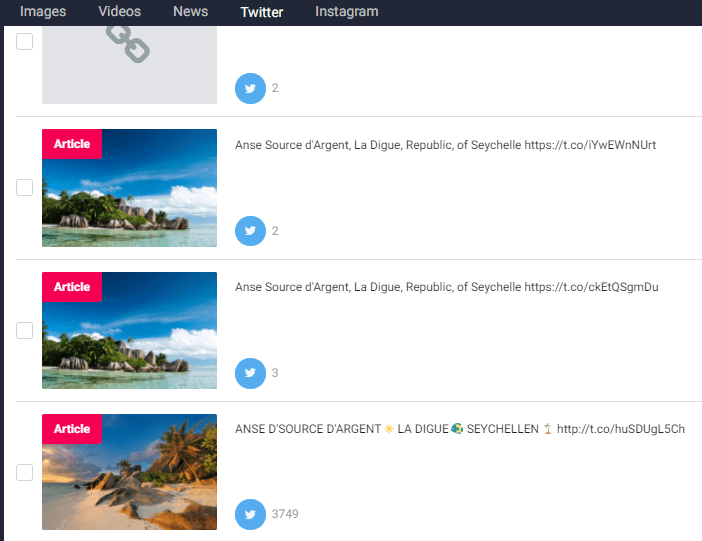 Images Videos News Twitter Instagram
2
Article
Anse Source d'Argent, La Digue, Republic, of Seychelle https://t.co/iYwEWnNUrt
2
Article
Anse Source d'Argent, La Digue, Republic, of Seychelle https://t.co/ckEtQSgmDu
3
Article
ANSE D'SOURCE D'ARGENT☀️ LA DIGUE🌍 SEYCHELLEN 🏝️ http://t.co/huSDUgL5Ch
3749